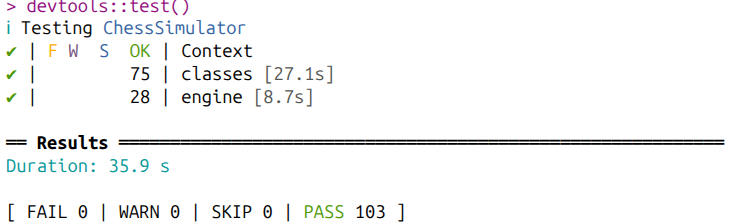 > devtools::test()
i Testing ChessSimulator
✔ | F W  S  OK | Context
✔ |         75 | classes [27.1s]
✔ |         28 | engine [8.7s]
══ Results ═════════════════════════════════════════════════════════════
Duration: 35.9 s
[ FAIL 0 | WARN 0 | SKIP 0 | PASS 103 ]